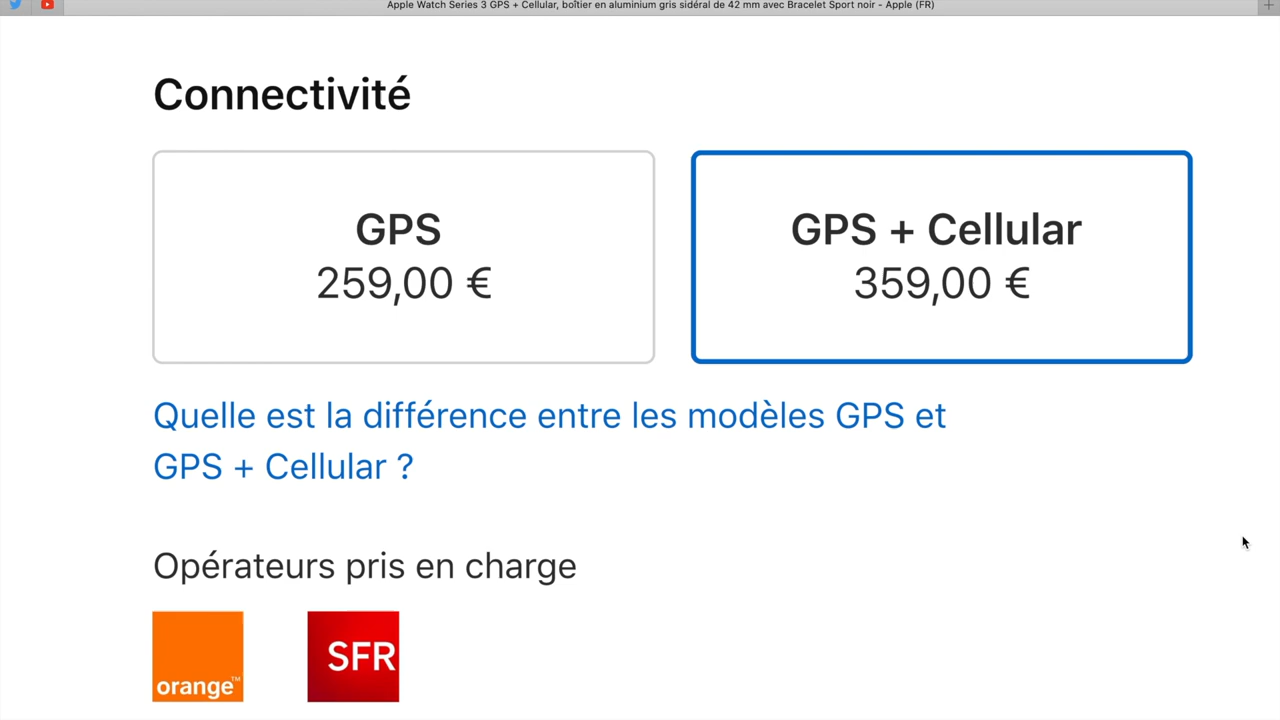 Apple Watch Series 3 GPS + Cellular, boîtier en aluminium gris sidéral de 42 mm avec Bracelet Sport noir - Apple (FR)
Connectivité
GPS
259,00 €
GPS + Cellular
359,00 €
Quelle est la différence entre les modèles GPS et
GPS + Cellular ?
Opérateurs pris en charge
orange™
SFR